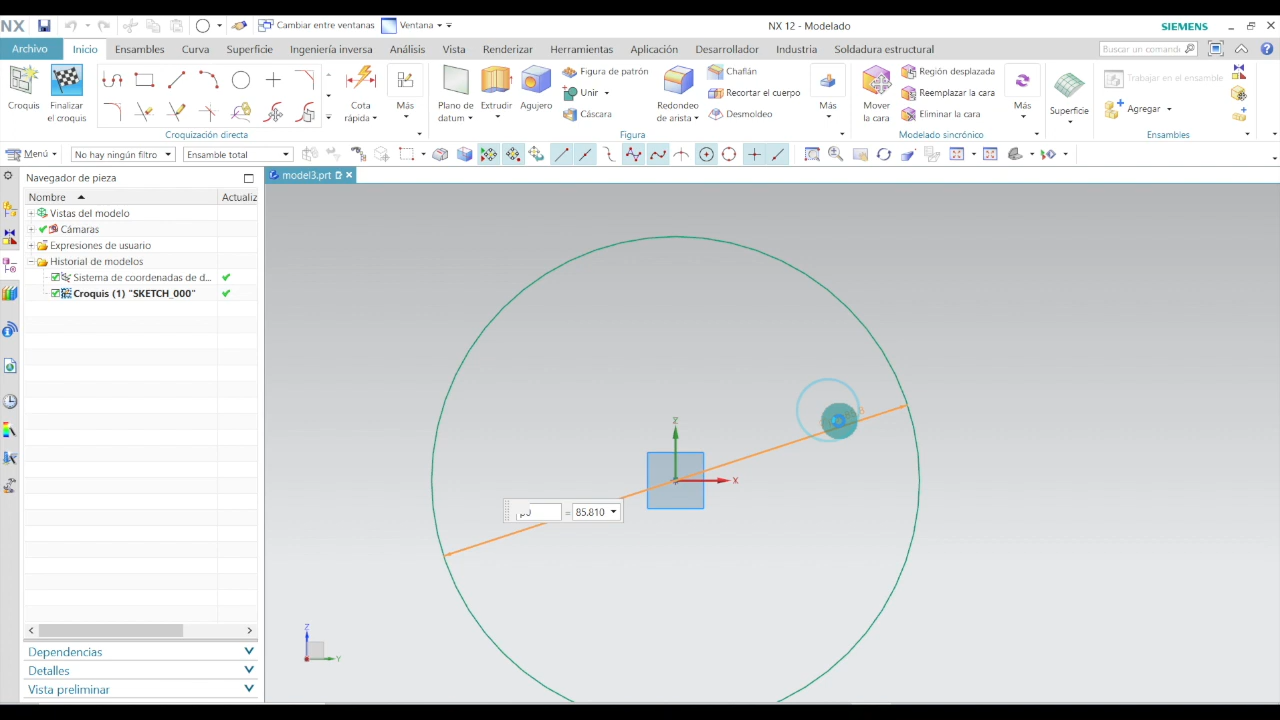 NX Cambiar entre ventanas Ventana NX 12 - Modelado SIEMENS
Archivo Inicio Ensambles Curva Superficie Ingeniería inversa Análisis Vista Renderizar Herramientas Aplicación Desarrollador Industria Soldadura estructural Buscar un comando
Croquis
Finalizar
el croquis
Cota
rápida
Más
Croquización directa
Plano de
datum
Extrudir
Agujero
Figura de patrón
Unir
Cáscara
Redondeo
de arista
Chaflán
Recortar el cuerpo
Desmoldeo
Más
Figura
Mover
la cara
Región desplazada
Reemplazar la cara
Eliminar la cara
Más
Modelado sincrónico
Superficie
Trabajar en el ensamble
Agregar
Ensambles
Menú No hay ningún filtro Ensamble total
Navegador de pieza
model3.prt
Nombre Actualiz
Vistas del modelo
Cámaras
Expresiones de usuario
Historial de modelos
Sistema de coordenadas de d...
Croquis (1) "SKETCH_000"
Z
X
= 85.810
Z
Y
Dependencias
Detalles
Vista preliminar